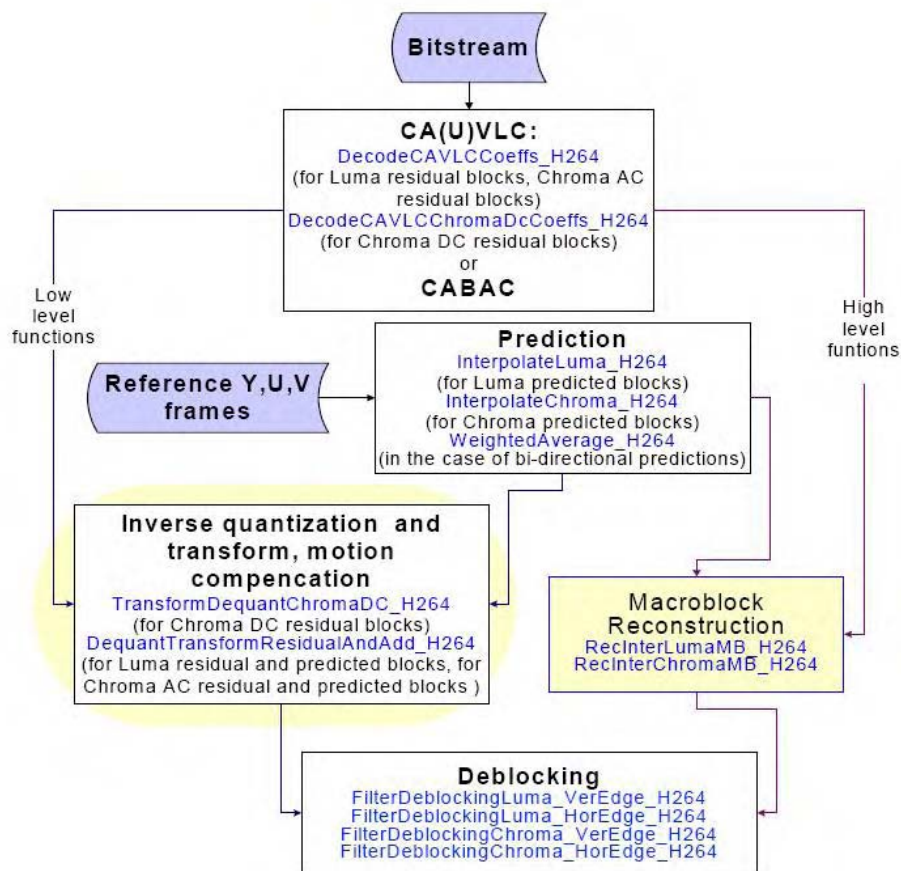 Bitstream
CA(U)VLC:
DecodeCAVLCCoeffs_H264
(for Luma residual blocks, Chroma AC
residual blocks)
DecodeCAVLCChromaDcCoeffs_H264
(for Chroma DC residual blocks)
or
CABAC
Low
level
functions
High
level
funtions
Prediction
InterpolateLuma_H264
(for Luma predicted blocks)
InterpolateChroma_H264
(for Chroma predicted blocks)
WeightedAverage_H264
(in the case of bi-directional predictions)
Reference Y,U,V
frames
Inverse quantization and
transform, motion
compencation
TransformDequantChromaDC_H264
(for Chroma DC residual blocks)
DequantTransformResidualAndAdd_H264
(for Luma residual and predicted blocks, for
Chroma AC residual and predicted blocks )
Macroblock
Reconstruction
RecInterLumaMB_H264
RecInterChromaMB_H264
Deblocking
FilterDeblockingLuma_VerEdge_H264
FilterDeblockingLuma_HorEdge_H264
FilterDeblockingChroma_VerEdge_H264
FilterDeblockingChroma_HorEdge_H264